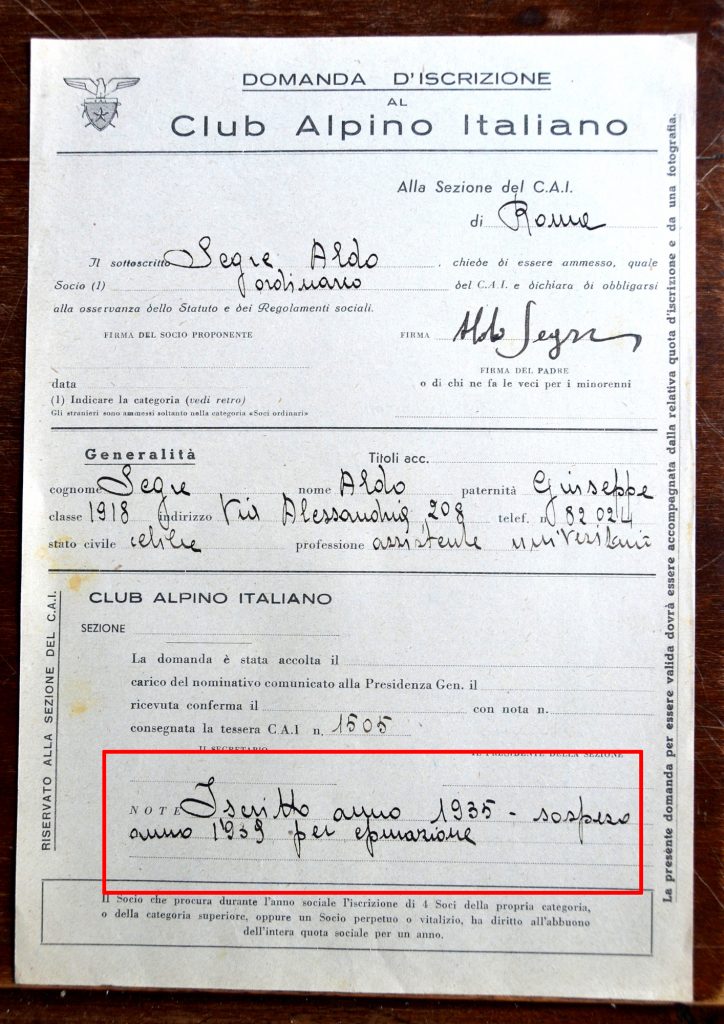 DOMANDA D'ISCRIZIONE
AL
Club Alpino Italiano
Alla Sezione del C.A.I.
di Roma
Il sottoscritto Segre Aldo, chiede di essere ammesso, quale
Socio (1) ordinario del C.A.I. e dichiara di obbligarsi
alla osservanza dello Statuto e dei Regolamenti sociali.
FIRMA DEL SOCIO PROPONENTE
FIRMA Aldo Segre
FIRMA DEL PADRE
o di chi ne fa le veci per i minorenni
data
(1) Indicare la categoria (vedi retro)
Gli stranieri sono ammessi soltanto nella categoria «Soci ordinari»
Generalità Titoli acc.
cognome Segre nome Aldo paternità Giuseppe
classe 1918 indirizzo Via Alessandria 208 telef. n. 82024
stato civile celibe professione assistente universitario
CLUB ALPINO ITALIANO
SEZIONE
La domanda è stata accolta il
carico del nominativo comunicato alla Presidenza Gen. il
ricevuta conferma il con nota n.
consegnata la tessera C.A.I n. 1505
IL SEGRETARIO IL PRESIDENTE DELLA SEZIONE
NOTE Iscritto anno 1935 - sospeso
anno 1939 per epurazione
Il Socio che procura durante l'anno sociale l'iscrizione di 4 Soci della propria categoria,
o della categoria superiore, oppure un Socio perpetuo o vitalizio, ha diritto all'abbuono
dell'intera quota sociale per un anno.
RISERVATO ALLA SEZIONE DEL C.A.I.
La presente domanda per essere valida dovrà essere accompagnata dalla relativa quota d'iscrizione e da una fotografia.